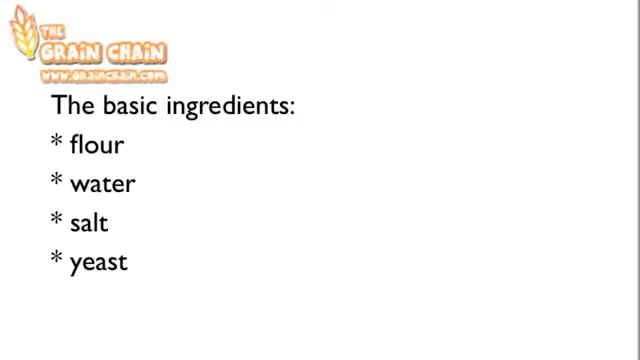 THE
GRAIN CHAIN
www.grainchain.com
The basic ingredients:
* flour
* water
* salt
* yeast